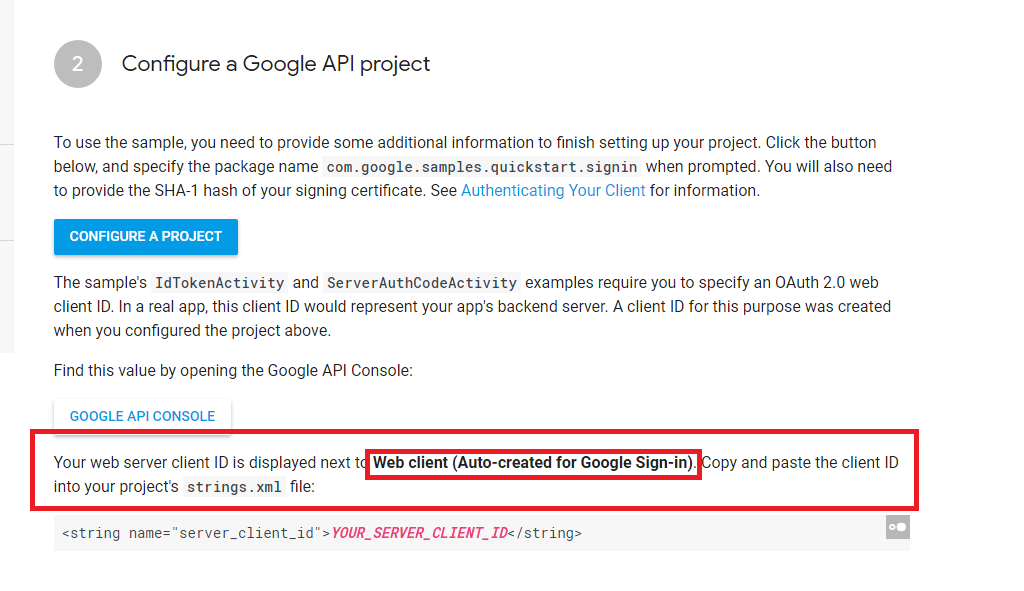 2
Configure a Google API project
To use the sample, you need to provide some additional information to finish setting up your project. Click the button
below, and specify the package name com.google.samples.quickstart.signin when prompted. You will also need
to provide the SHA-1 hash of your signing certificate. See Authenticating Your Client for information.
CONFIGURE A PROJECT
The sample's IdTokenActivity and ServerAuthCodeActivity examples require you to specify an OAuth 2.0 web
client ID. In a real app, this client ID would represent your app's backend server. A client ID for this purpose was created
when you configured the project above.
Find this value by opening the Google API Console:
GOOGLE API CONSOLE
Your web server client ID is displayed next to Web client (Auto-created for Google Sign-in). Copy and paste the client ID
into your project's strings.xml file:
<string name="server_client_id">YOUR_SERVER_CLIENT_ID</string>